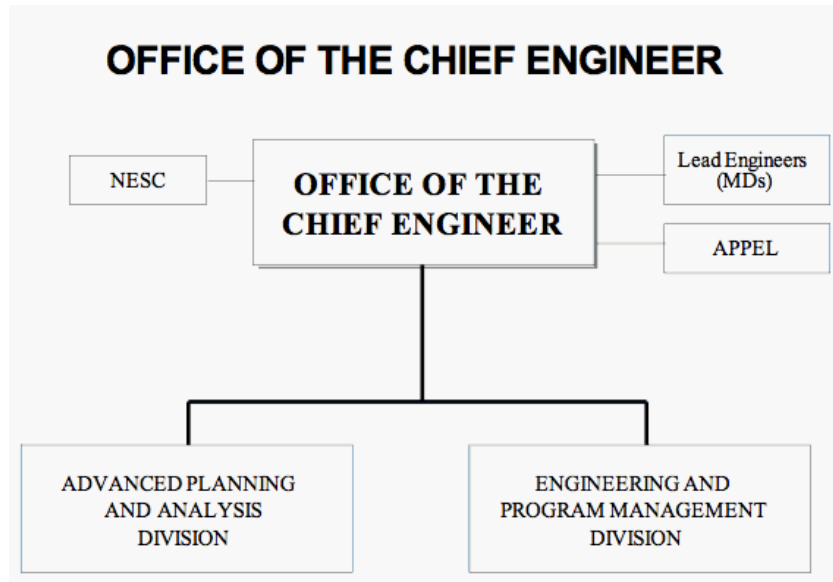 OFFICE OF THE CHIEF ENGINEER
NESC
OFFICE OF THE
CHIEF ENGINEER
Lead Engineers
(MDs)
APPEL
ADVANCED PLANNING
AND ANALYSIS
DIVISION
ENGINEERING AND
PROGRAM MANAGEMENT
DIVISION